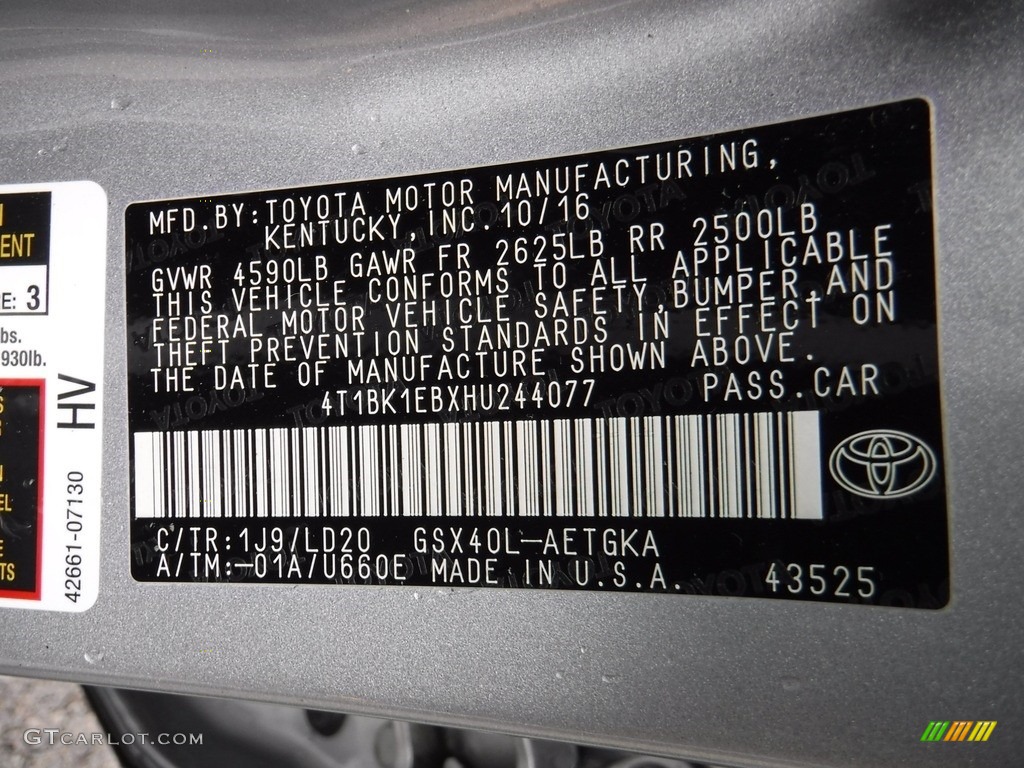 MFD.BY:TOYOTA MOTOR MANUFACTURING,
KENTUCKY,INC.10/16
GVWR 4590LB GAWR FR 2625LB RR 2500LB
THIS VEHICLE CONFORMS TO ALL APPLICABLE
FEDERAL MOTOR VEHICLE SAFETY,BUMPER,AND
THEFT PREVENTION STANDARDS IN EFFECT ON
THE DATE OF MANUFACTURE SHOWN ABOVE.
4T1BK1EBXHU244077 PASS.CAR
C/TR:1J9/LD20 GSX40L-AETGKA
A/TM:-01A/U660E MADE IN U.S.A. 43525
3
lbs.
930lb.
HV
42661-07130
GTCARLOT.COM